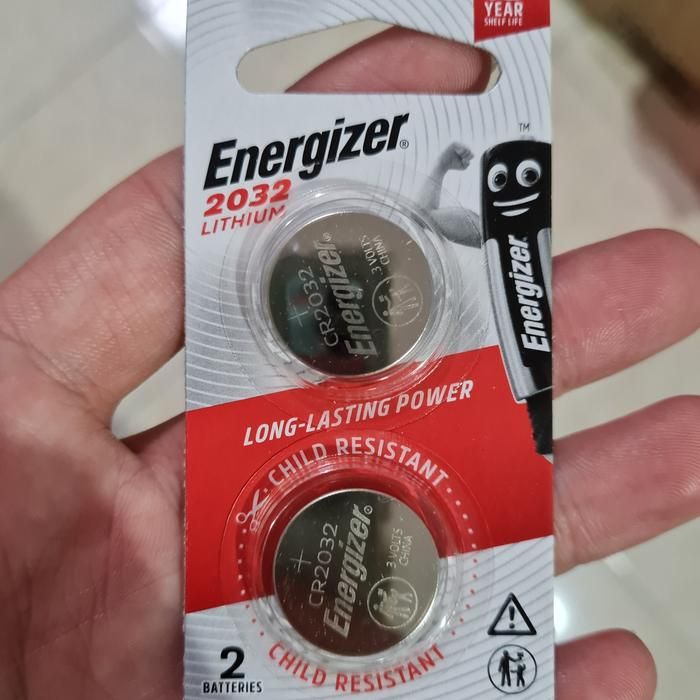 YEAR
SHELF LIFE
Energizer®
2032
LITHIUM
TM
Energizer
+
CR2032
Energizer®
3 VOLTS
CHINA
LONG-LASTING POWER
CHILD RESISTANT
+
CR2032
Energizer®
3 VOLTS
CHINA
2
BATTERIES
CHILD RESISTANT